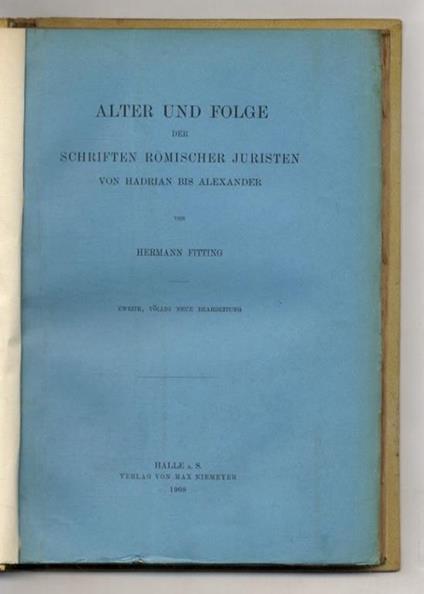 ALTER UND FOLGE
DER
SCHRIFTEN RÖMISCHER JURISTEN
VON HADRIAN BIS ALEXANDER
VON
HERMANN FITTING
ZWEITE, VÖLLIG NEUE BEARBEITUNG
HALLE A. S.
VERLAG VON MAX NIEMEYER
1908